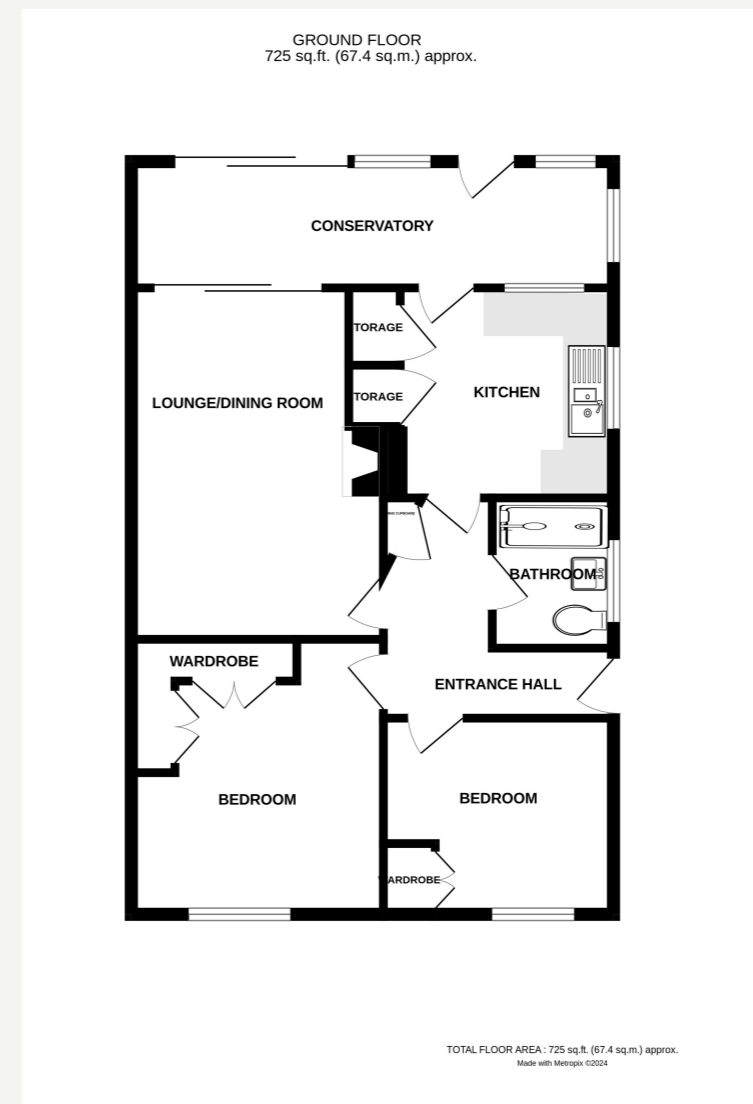 GROUND FLOOR
725 sq.ft. (67.4 sq.m.) approx.
CONSERVATORY
TORAGE
LOUNGE/DINING ROOM
TORAGE
KITCHEN
BATHROOM
WARDROBE
ENTRANCE HALL
BEDROOM
BEDROOM
ARDROBE
TOTAL FLOOR AREA : 725 sq.ft. (67.4 sq.m.) approx.
Made with Metropix ©2024